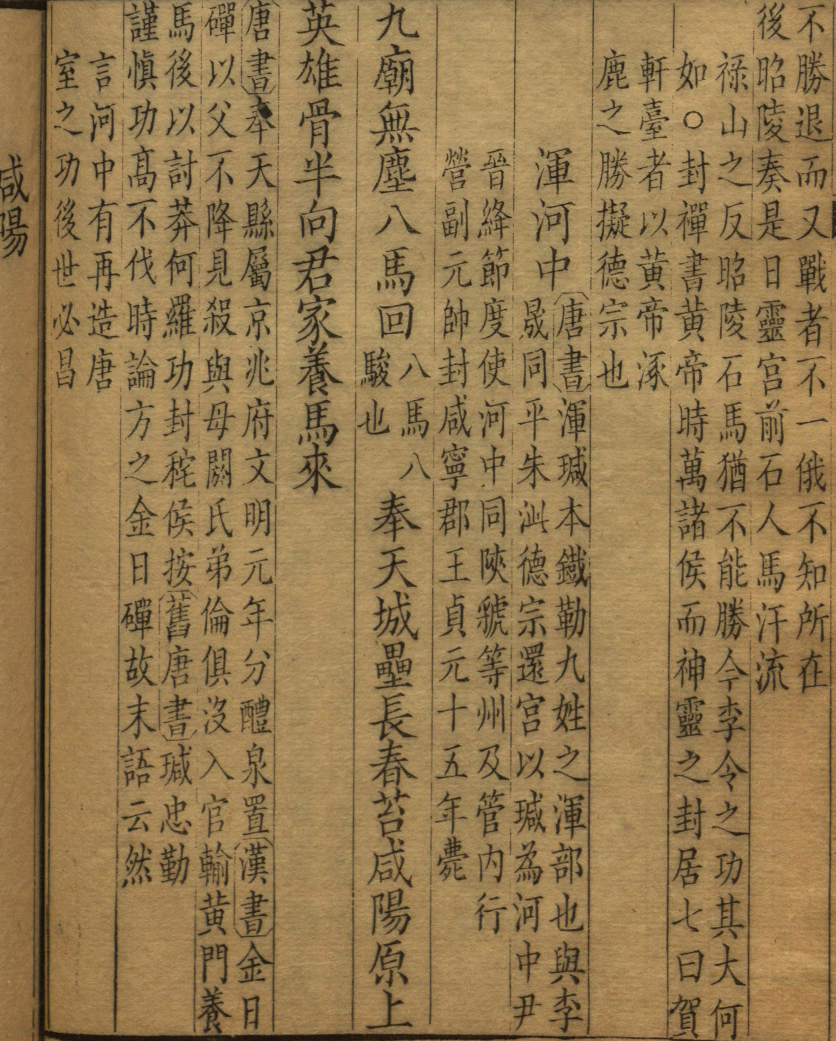 不勝退而又戰者不一俄不知所在
後昭陵奏是日靈宫前石人馬汗流
祿山之反昭陵石馬猶不能勝今李令之功其大何
如○封禪書黄帝時萬諸侯而神靈之封居七曰賀
軒臺者以黄帝涿
鹿之勝擬德宗也
渾河中
唐書渾瑊本鐵勒九姓之渾部也與李
晟同平朱泚德宗還宫以瑊為河中尹
晉絳節度使河中同陝虢等州及管内行
營副元帥封咸寧郡王貞元十五年薨
九廟無塵八馬回
八馬八
駿也
奉天城壘長春苔咸陽原上
英雄骨半向君家養馬來
唐書奉天縣屬京兆府文明元年分醴泉置漢書金日
磾以父不降見殺與母閼氏弟倫俱沒入官輸黄門養
馬後以討莽何羅功封秺侯按舊唐書瑊忠勤
謹慎功髙不伐時論方之金日磾故末語云然
言河中有再造唐
室之功後世必昌
咸陽